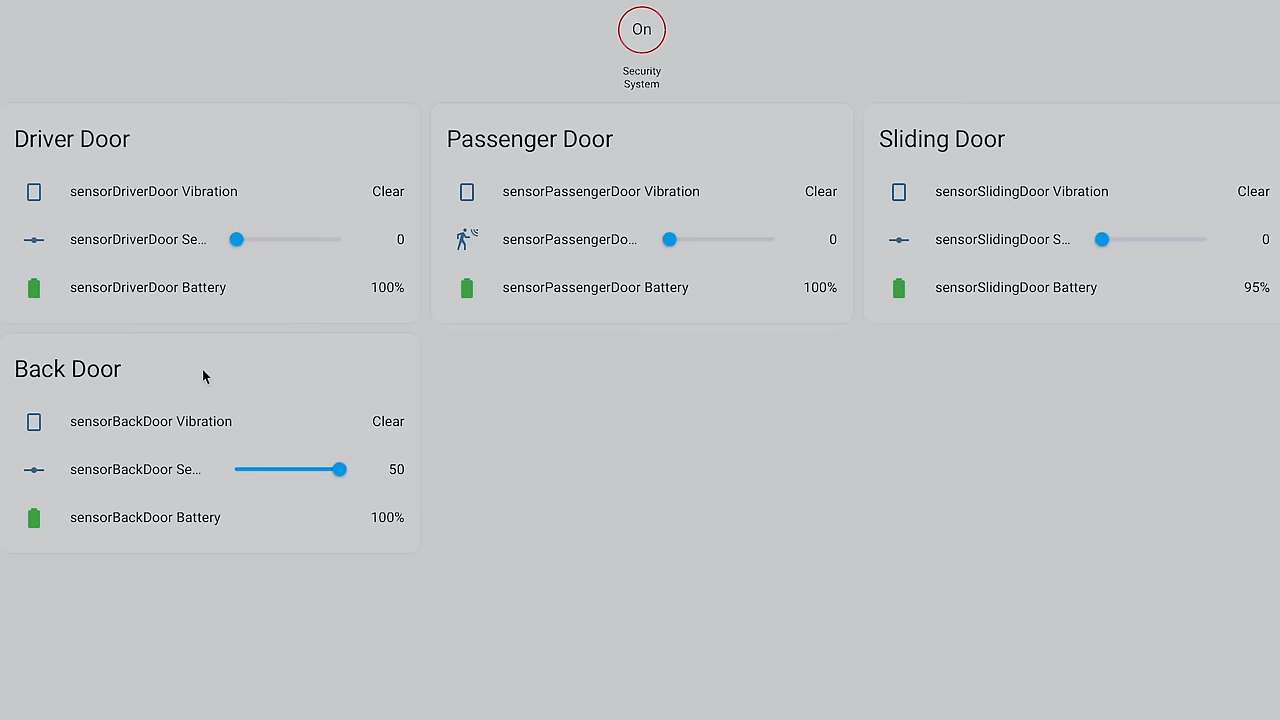 On
Security
System
Driver Door
sensorDriverDoor Vibration Clear
sensorDriverDoor Se... 0
sensorDriverDoor Battery 100%
Passenger Door
sensorPassengerDoor Vibration Clear
sensorPassengerDo... 0
sensorPassengerDoor Battery 100%
Sliding Door
sensorSlidingDoor Vibration Clear
sensorSlidingDoor S... 0
sensorSlidingDoor Battery 95%
Back Door
sensorBackDoor Vibration Clear
sensorBackDoor Se... 50
sensorBackDoor Battery 100%